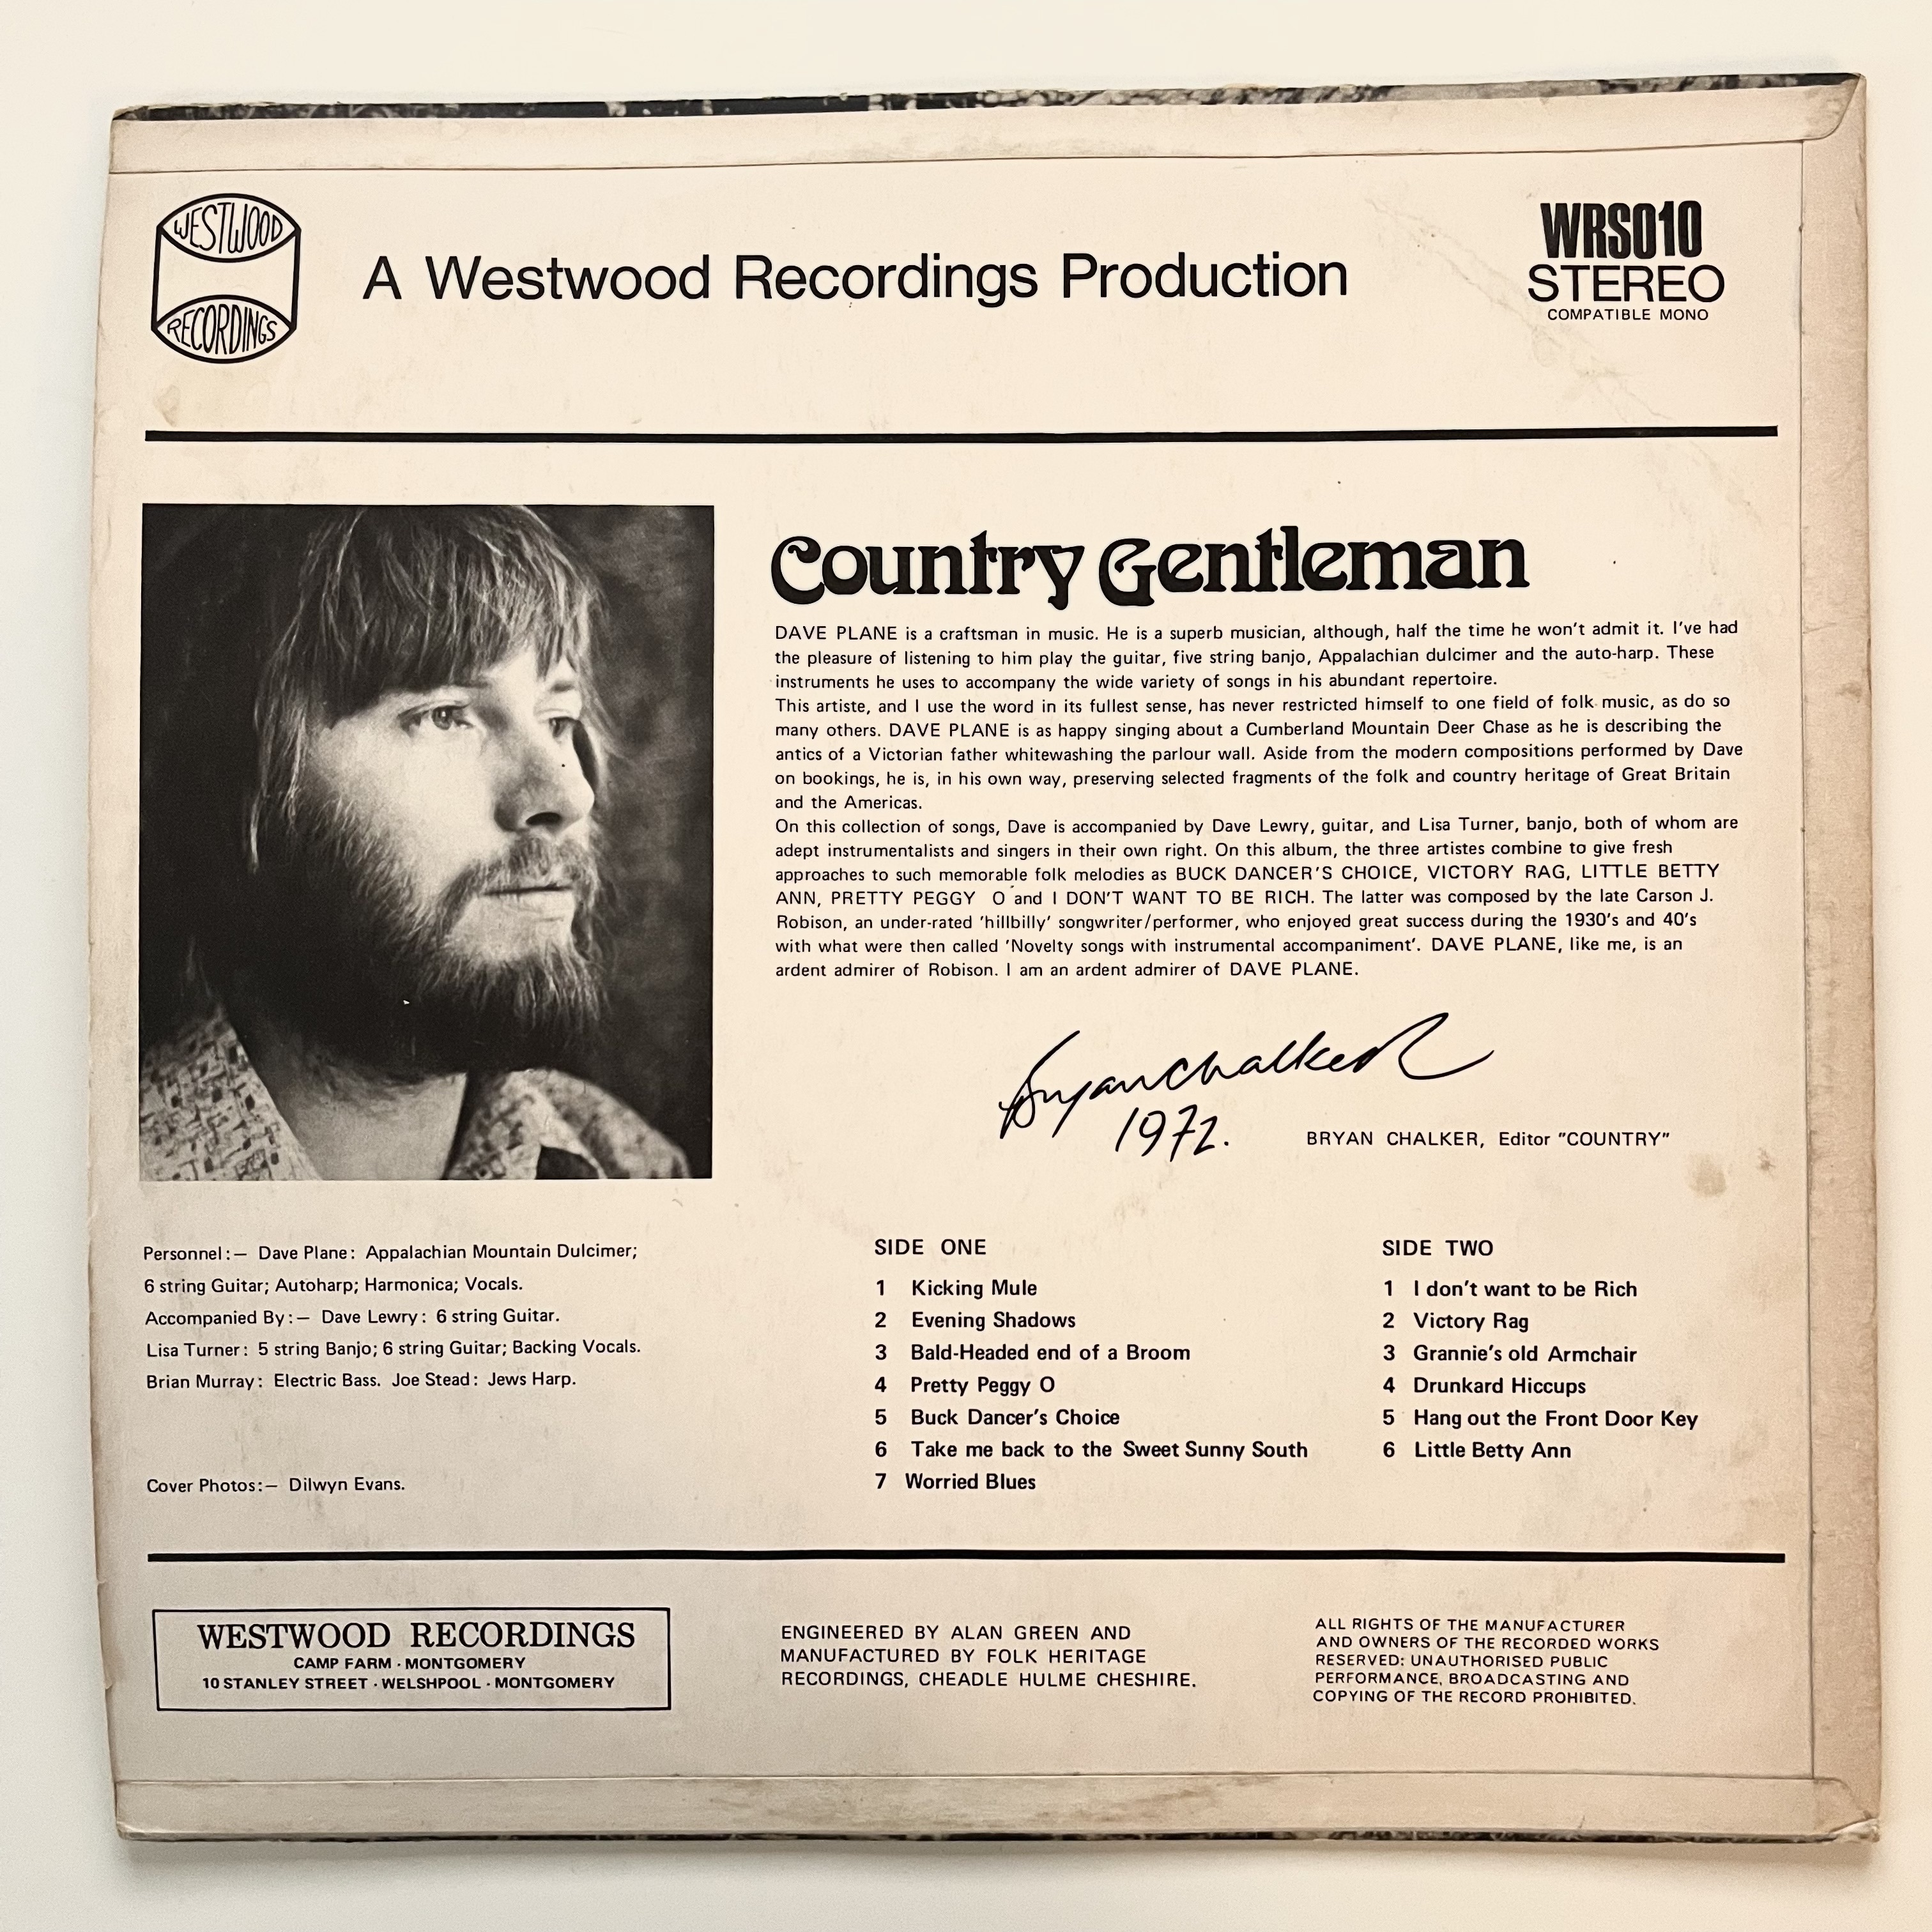 WESTWOOD
RECORDINGS
A Westwood Recordings Production
WRS010
STEREO
COMPATIBLE MONO
Country Gentleman
DAVE PLANE is a craftsman in music. He is a superb musician, although, half the time he won't admit it. I've had
the pleasure of listening to him play the guitar, five string banjo, Appalachian dulcimer and the auto-harp. These
instruments he uses to accompany the wide variety of songs in his abundant repertoire.
This artiste, and I use the word in its fullest sense, has never restricted himself to one field of folk music, as do so
many others. DAVE PLANE is as happy singing about a Cumberland Mountain Deer Chase as he is describing the
antics of a Victorian father whitewashing the parlour wall. Aside from the modern compositions performed by Dave
on bookings, he is, in his own way, preserving selected fragments of the folk and country heritage of Great Britain
and the Americas.
On this collection of songs, Dave is accompanied by Dave Lewry, guitar, and Lisa Turner, banjo, both of whom are
adept instrumentalists and singers in their own right. On this album, the three artistes combine to give fresh
approaches to such memorable folk melodies as BUCK DANCER'S CHOICE, VICTORY RAG, LITTLE BETTY
ANN, PRETTY PEGGY O and I DON'T WANT TO BE RICH. The latter was composed by the late Carson J.
Robison, an under-rated 'hillbilly' songwriter/performer, who enjoyed great success during the 1930's and 40's
with what were then called 'Novelty songs with instrumental accompaniment'. DAVE PLANE, like me, is an
ardent admirer of Robison. I am an ardent admirer of DAVE PLANE.
Bryan Chalker
1972.
BRYAN CHALKER, Editor "COUNTRY"
Personnel:— Dave Plane: Appalachian Mountain Dulcimer;
6 string Guitar; Autoharp; Harmonica; Vocals.
Accompanied By:— Dave Lewry: 6 string Guitar.
Lisa Turner: 5 string Banjo; 6 string Guitar; Backing Vocals.
Brian Murray: Electric Bass. Joe Stead: Jews Harp.
Cover Photos:— Dilwyn Evans.
SIDE ONE
1 Kicking Mule
2 Evening Shadows
3 Bald-Headed end of a Broom
4 Pretty Peggy O
5 Buck Dancer's Choice
6 Take me back to the Sweet Sunny South
7 Worried Blues
SIDE TWO
1 I don't want to be Rich
2 Victory Rag
3 Grannie's old Armchair
4 Drunkard Hiccups
5 Hang out the Front Door Key
6 Little Betty Ann
WESTWOOD RECORDINGS
CAMP FARM · MONTGOMERY
10 STANLEY STREET · WELSHPOOL · MONTGOMERY
ENGINEERED BY ALAN GREEN AND
MANUFACTURED BY FOLK HERITAGE
RECORDINGS, CHEADLE HULME CHESHIRE.
ALL RIGHTS OF THE MANUFACTURER
AND OWNERS OF THE RECORDED WORKS
RESERVED: UNAUTHORISED PUBLIC
PERFORMANCE, BROADCASTING AND
COPYING OF THE RECORD PROHIBITED.